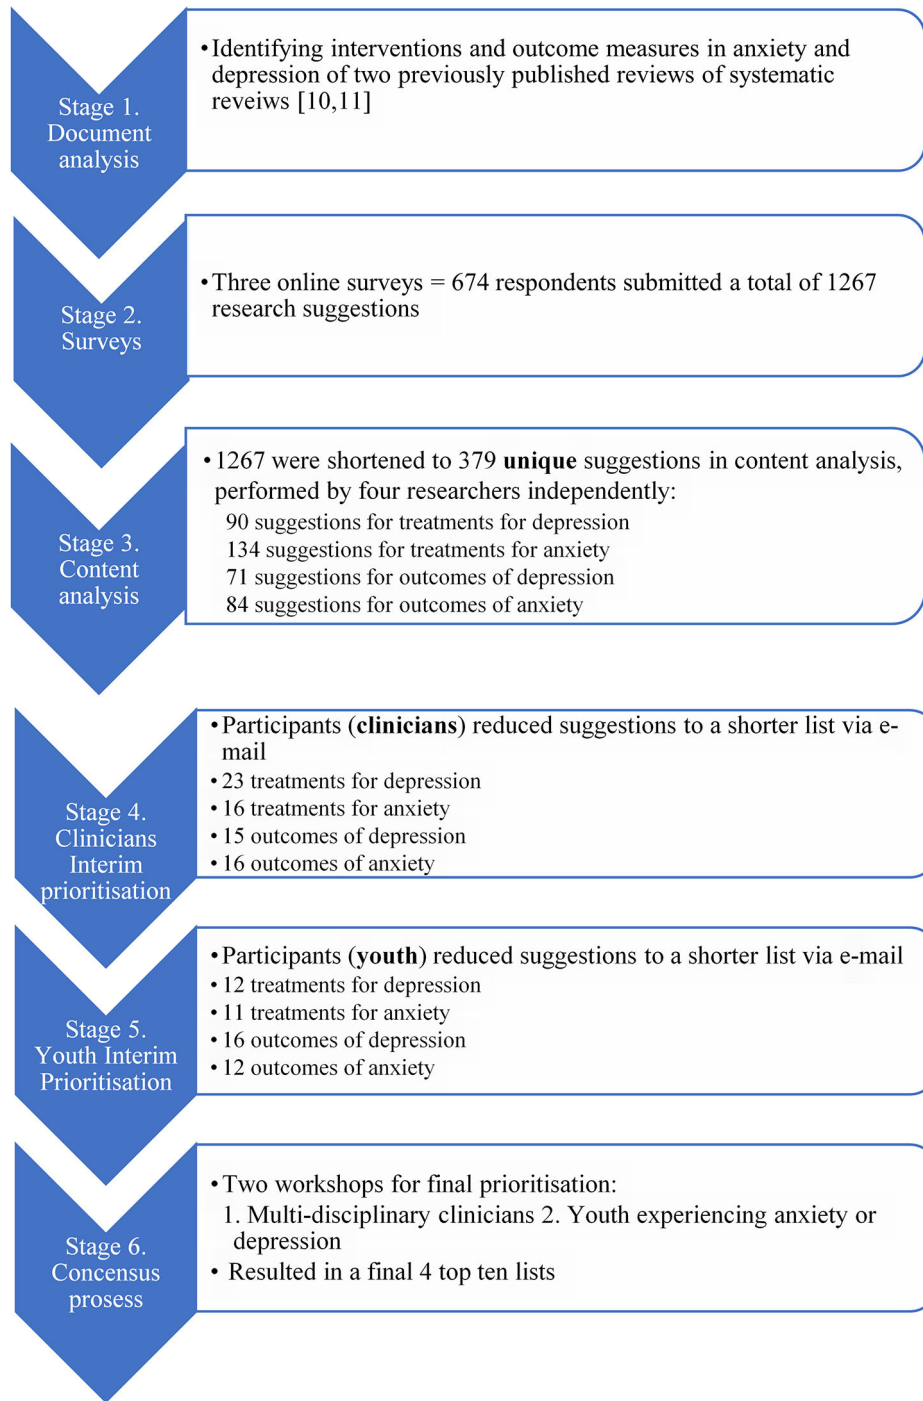 Stage 1.
Document
analysis
•Identifying interventions and outcome measures in anxiety and
depression of two previously published reviews of systematic
reveiws [10,11]
Stage 2.
Surveys
•Three online surveys = 674 respondents submitted a total of 1267
research suggestions
Stage 3.
Content
analysis
•1267 were shortened to 379 unique suggestions in content analysis,
performed by four researchers independently:
90 suggestions for treatments for depression
134 suggestions for treatments for anxiety
71 suggestions for outcomes of depression
84 suggestions for outcomes of anxiety
Stage 4.
Clinicians
Interim
prioritisation
•Participants (clinicians) reduced suggestions to a shorter list via e-
mail
•23 treatments for depression
•16 treatments for anxiety
•15 outcomes of depression
•16 outcomes of anxiety
Stage 5.
Youth Interim
Prioritisation
•Participants (youth) reduced suggestions to a shorter list via e-mail
•12 treatments for depression
•11 treatments for anxiety
•16 outcomes of depression
•12 outcomes of anxiety
Stage 6.
Concensus
prosess
•Two workshops for final prioritisation:
1. Multi-disciplinary clinicians 2. Youth experiencing anxiety or
depression
• Resulted in a final 4 top ten lists